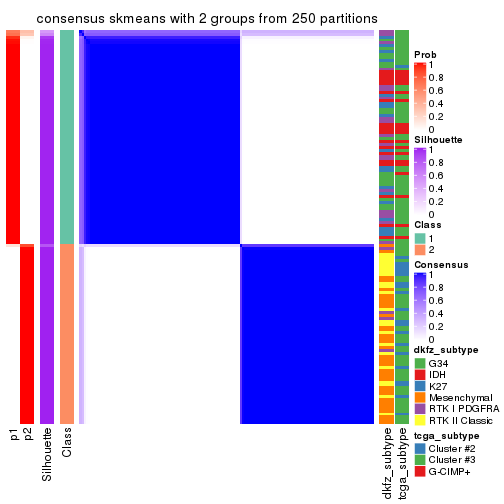 consensus skmeans with 2 groups from 250 partitions
Prob
1
0.8
0.6
0.4
0.2
0
Silhouette
1
0.8
0.6
0.4
0.2
0
Class
1
2
Consensus
1
0.8
0.6
0.4
0.2
0
dkfz_subtype
G34
IDH
K27
Mesenchymal
RTK I PDGFRA
RTK II Classic
tcga_subtype
Cluster #2
Cluster #3
G-CIMP+
p1
p2
Silhouette
Class
dkfz_subtype
tcga_subtype